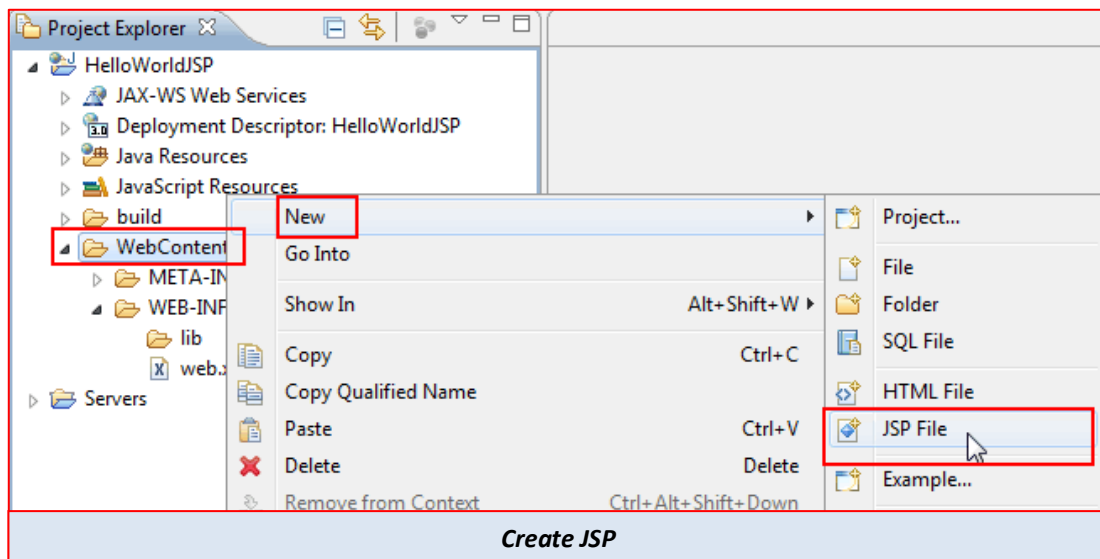 Project Explorer
HelloWorldJSP
JAX-WS Web Services
3.0 Deployment Descriptor: HelloWorldJSP
Java Resources
JavaScript Resources
build
WebContent
META-IN
WEB-INF
lib
X web.x
Servers
New
Go Into
Show In Alt+Shift+W
Copy Ctrl+C
Copy Qualified Name
Paste Ctrl+V
Delete Delete
Remove from Context Ctrl+Alt+Shift+Down
Project...
File
Folder
SQL File
HTML File
JSP File
Example...
Create JSP